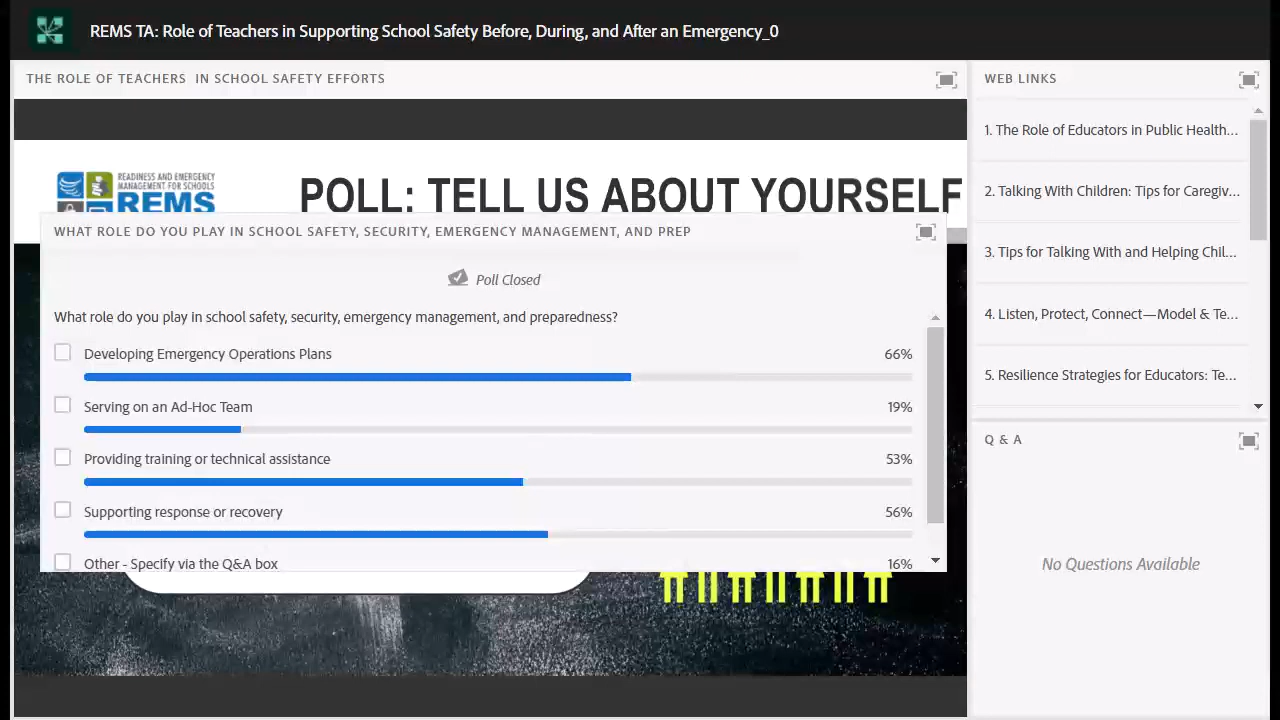 REMS TA: Role of Teachers in Supporting School Safety Before, During, and After an Emergency_0
THE ROLE OF TEACHERS IN SCHOOL SAFETY EFFORTS
READINESS AND EMERGENCY
MANAGEMENT FOR SCHOOLS
REMS
POLL: TELL US ABOUT YOURSELF
WHAT ROLE DO YOU PLAY IN SCHOOL SAFETY, SECURITY, EMERGENCY MANAGEMENT, AND PREP
Poll Closed
What role do you play in school safety, security, emergency management, and preparedness?
Developing Emergency Operations Plans 66%
Serving on an Ad-Hoc Team 19%
Providing training or technical assistance 53%
Supporting response or recovery 56%
Other - Specify via the Q&A box 16%
WEB LINKS
1. The Role of Educators in Public Health...
2. Talking With Children: Tips for Caregiv...
3. Tips for Talking With and Helping Chil...
4. Listen, Protect, Connect—Model & Te...
5. Resilience Strategies for Educators: Te...
Q & A
No Questions Available